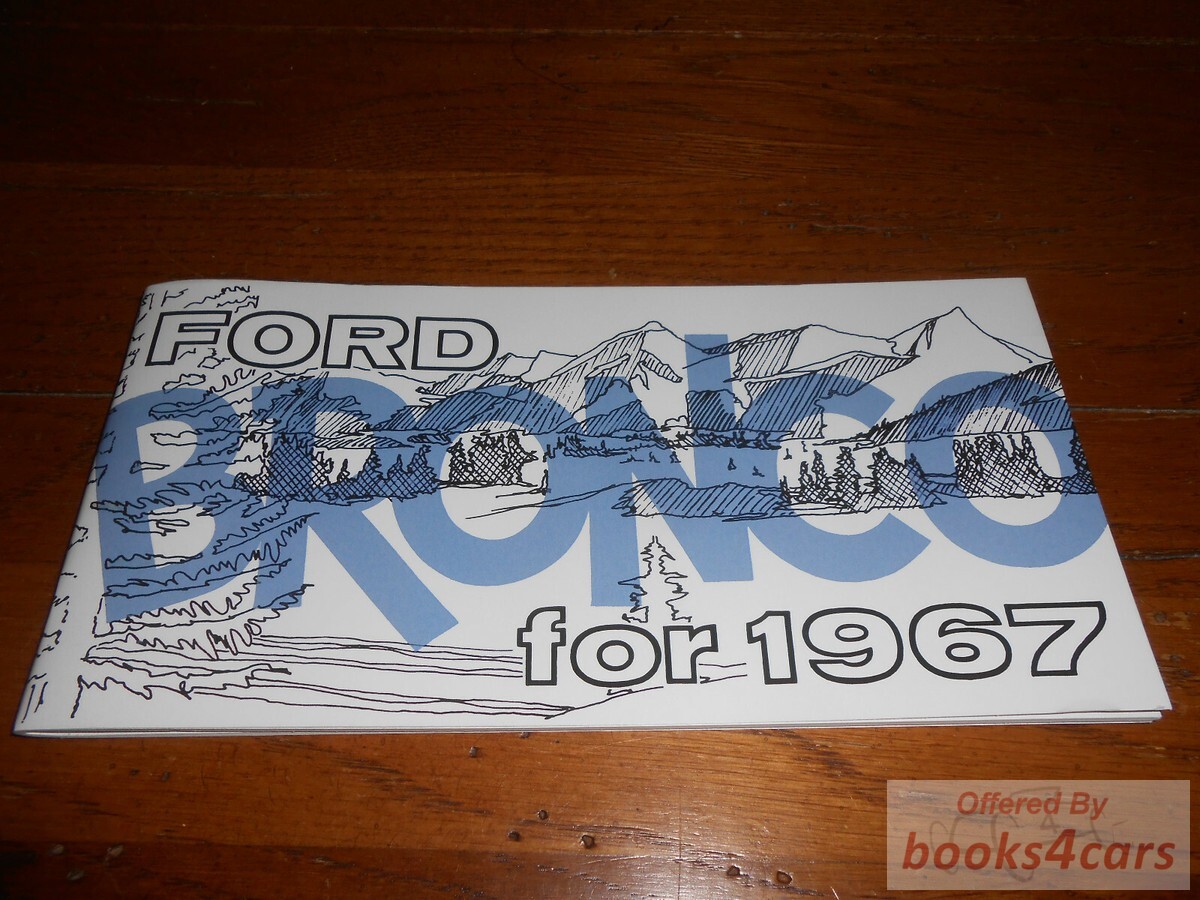 FORD
BRONCO
for 1967
Offered By
books4cars